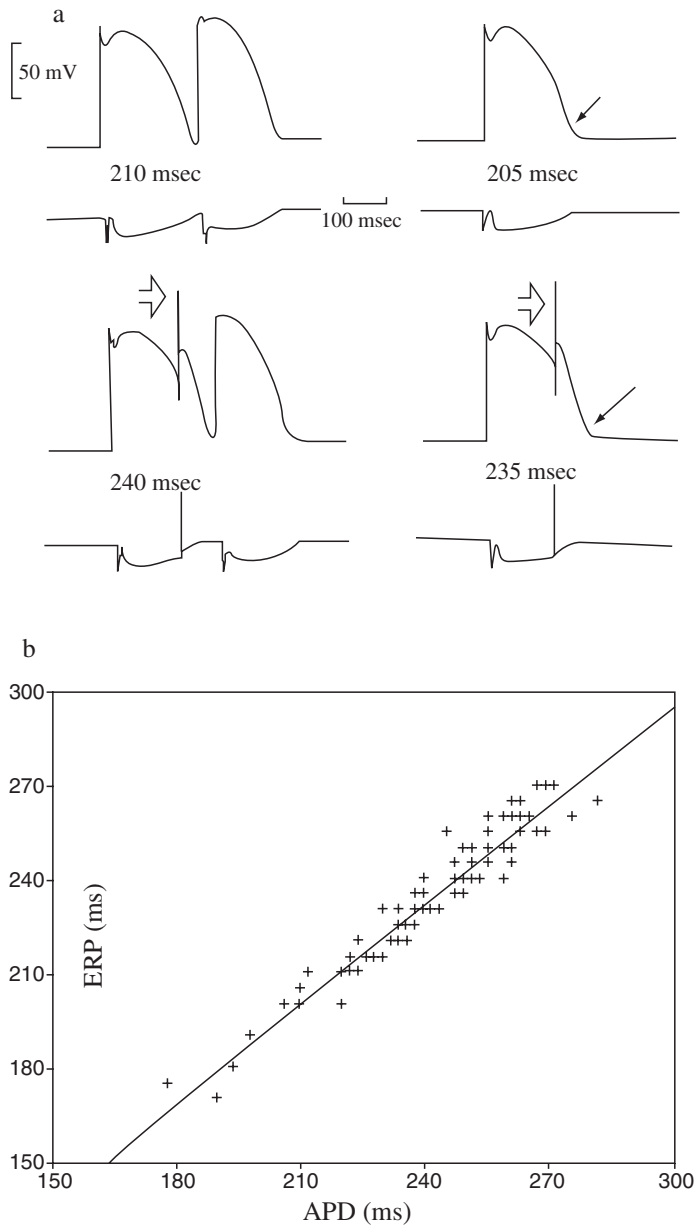 a
50 mV
210 msec
205 msec
100 msec
240 msec
235 msec
b
300
270
240
210
180
150
ERP (ms)
150 180 210 240 270 300
APD (ms)